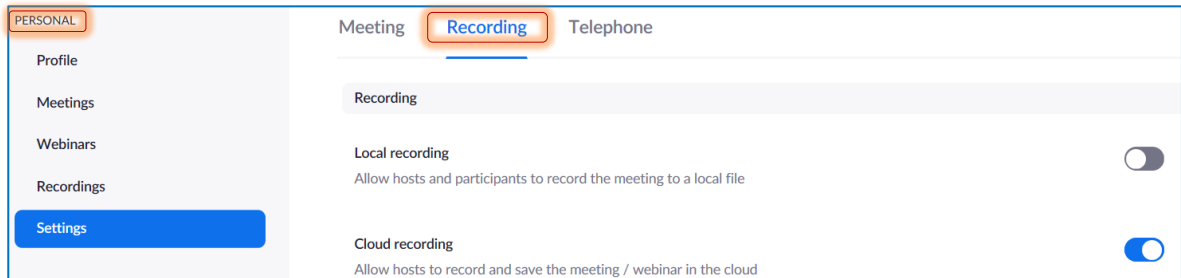 PERSONAL
Profile
Meetings
Webinars
Recordings
Settings
Meeting Recording Telephone
Recording
Local recording
Allow hosts and participants to record the meeting to a local file
Cloud recording
Allow hosts to record and save the meeting / webinar in the cloud